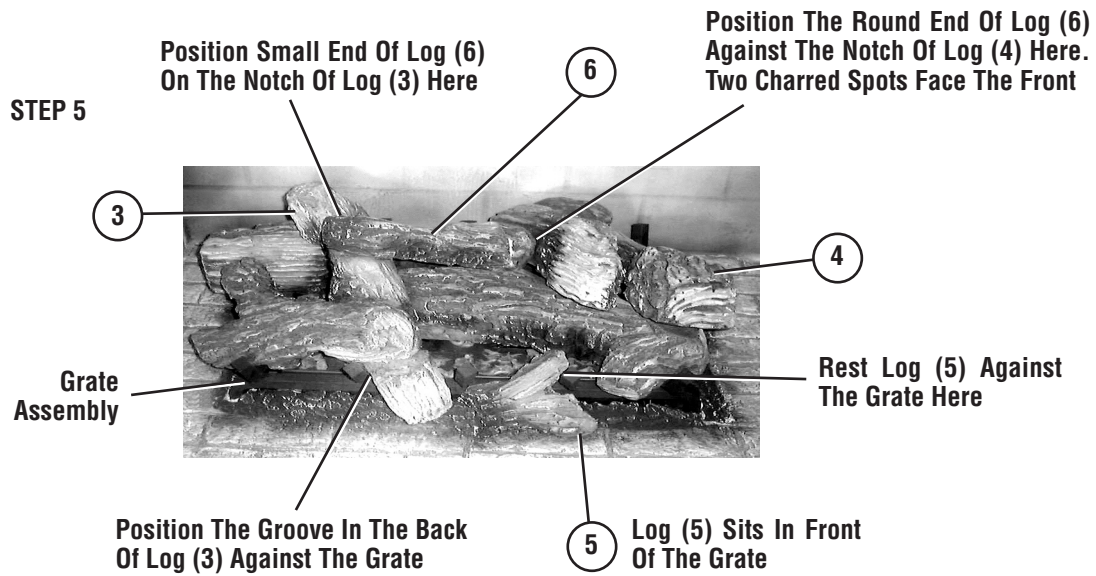 Position The Round End Of Log (6)
Against The Notch Of Log (4) Here.
Two Charred Spots Face The Front
Position Small End Of Log (6)
On The Notch Of Log (3) Here
6
STEP 5
3
4
Rest Log (5) Against
The Grate Here
Grate
Assembly
Position The Groove In The Back
Of Log (3) Against The Grate
5
Log (5) Sits In Front
Of The Grate